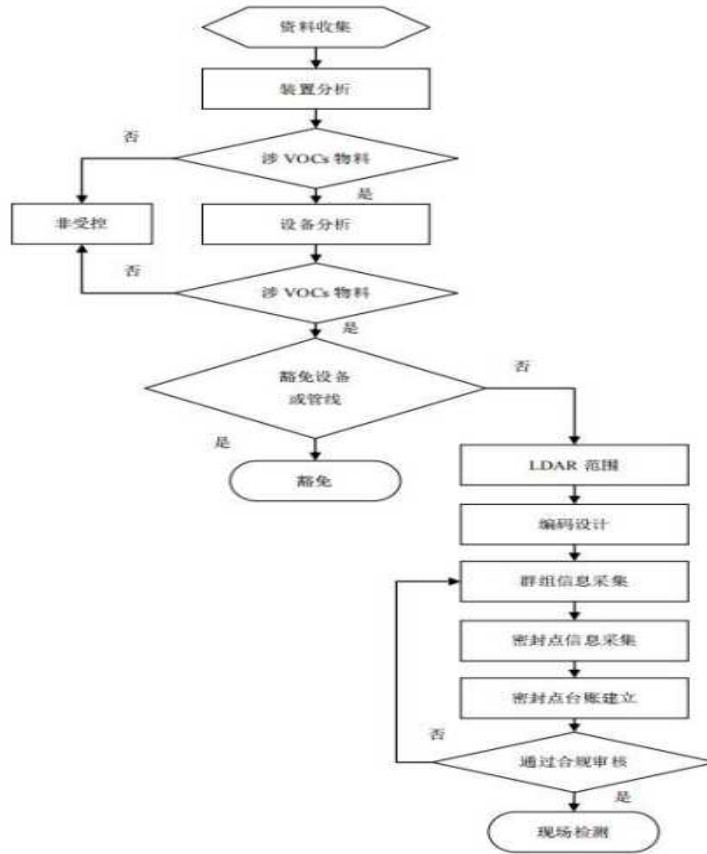 资料收集
装置分析
否
涉 VOCs 物料
是
非受控
设备分析
否
涉 VOCs 物料
是
豁免设备
或管线
否
是
豁免
LDAR 范围
编码设计
群组信息采集
密封点信息采集
密封点台账建立
否
通过合规审核
是
现场检测